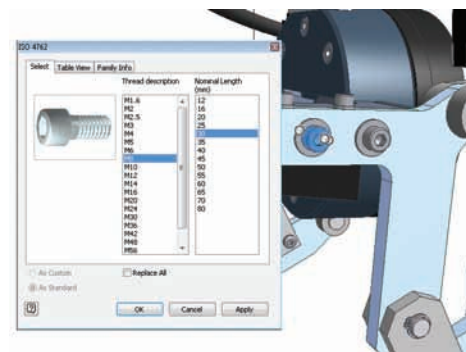 ISO 4762
Select Table View Family Info
Thread description
Nominal Length
(mm)
M1.6
M2
M2.5
M3
M4
M5
M6
M8
M10
M12
M14
M16
M20
M24
M30
M36
M42
M48
M56
12
16
20
25
30
35
40
45
50
55
60
65
70
80
As Custom
Replace All
As Standard
?
OK Cancel Apply